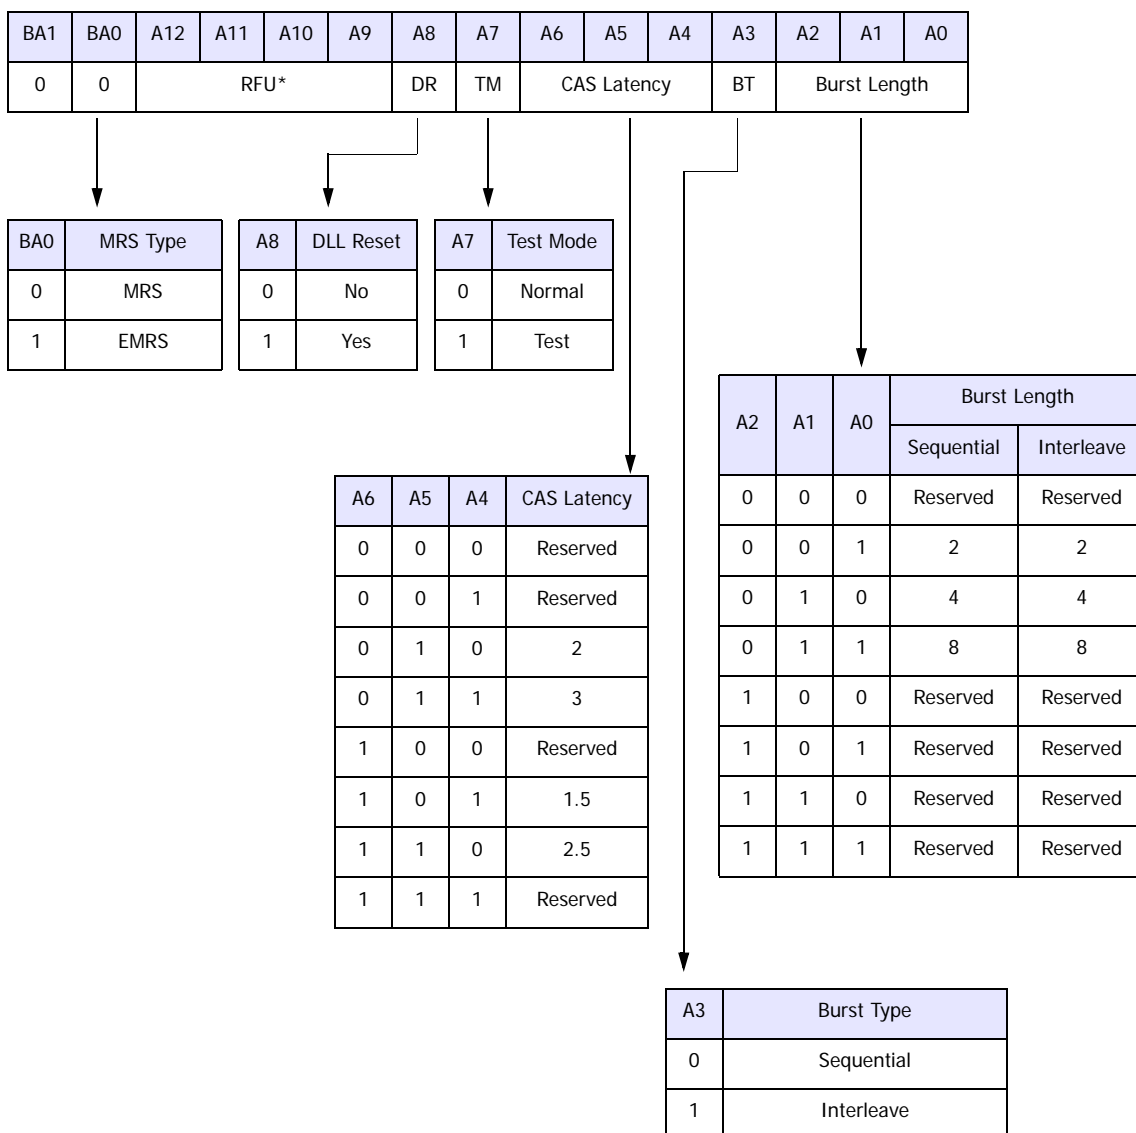 BA1 BA0 A12 A11 A10 A9 A8 A7 A6 A5 A4 A3 A2 A1 A0
0 0 RFU* DR TM CAS Latency BT Burst Length
BA0 MRS Type
0 MRS
1 EMRS
A8 DLL Reset
0 No
1 Yes
A7 Test Mode
0 Normal
1 Test
A2 A1 A0 Burst Length
Sequential Interleave
0 0 0 Reserved Reserved
0 0 1 2 2
0 1 0 4 4
0 1 1 8 8
1 0 0 Reserved Reserved
1 0 1 Reserved Reserved
1 1 0 Reserved Reserved
1 1 1 Reserved Reserved
A6 A5 A4 CAS Latency
0 0 0 Reserved
0 0 1 Reserved
0 1 0 2
0 1 1 3
1 0 0 Reserved
1 0 1 1.5
1 1 0 2.5
1 1 1 Reserved
A3 Burst Type
0 Sequential
1 Interleave